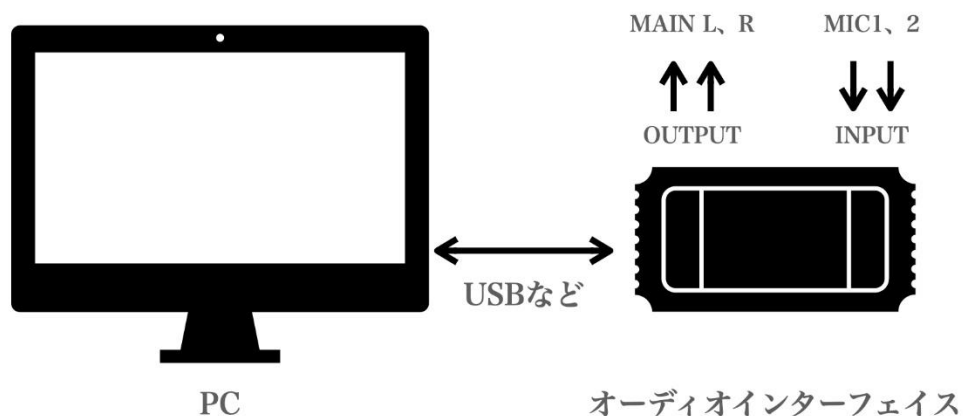 MAIN L、R
MIC1、2
OUTPUT
INPUT
USBなど
PC
オーディオインターフェイス